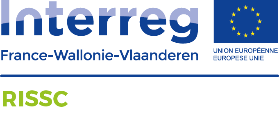 Interreg
France-Wallonie-Vlaanderen
UNION EUROPÉENNE
EUROPESE UNIE
RISSC